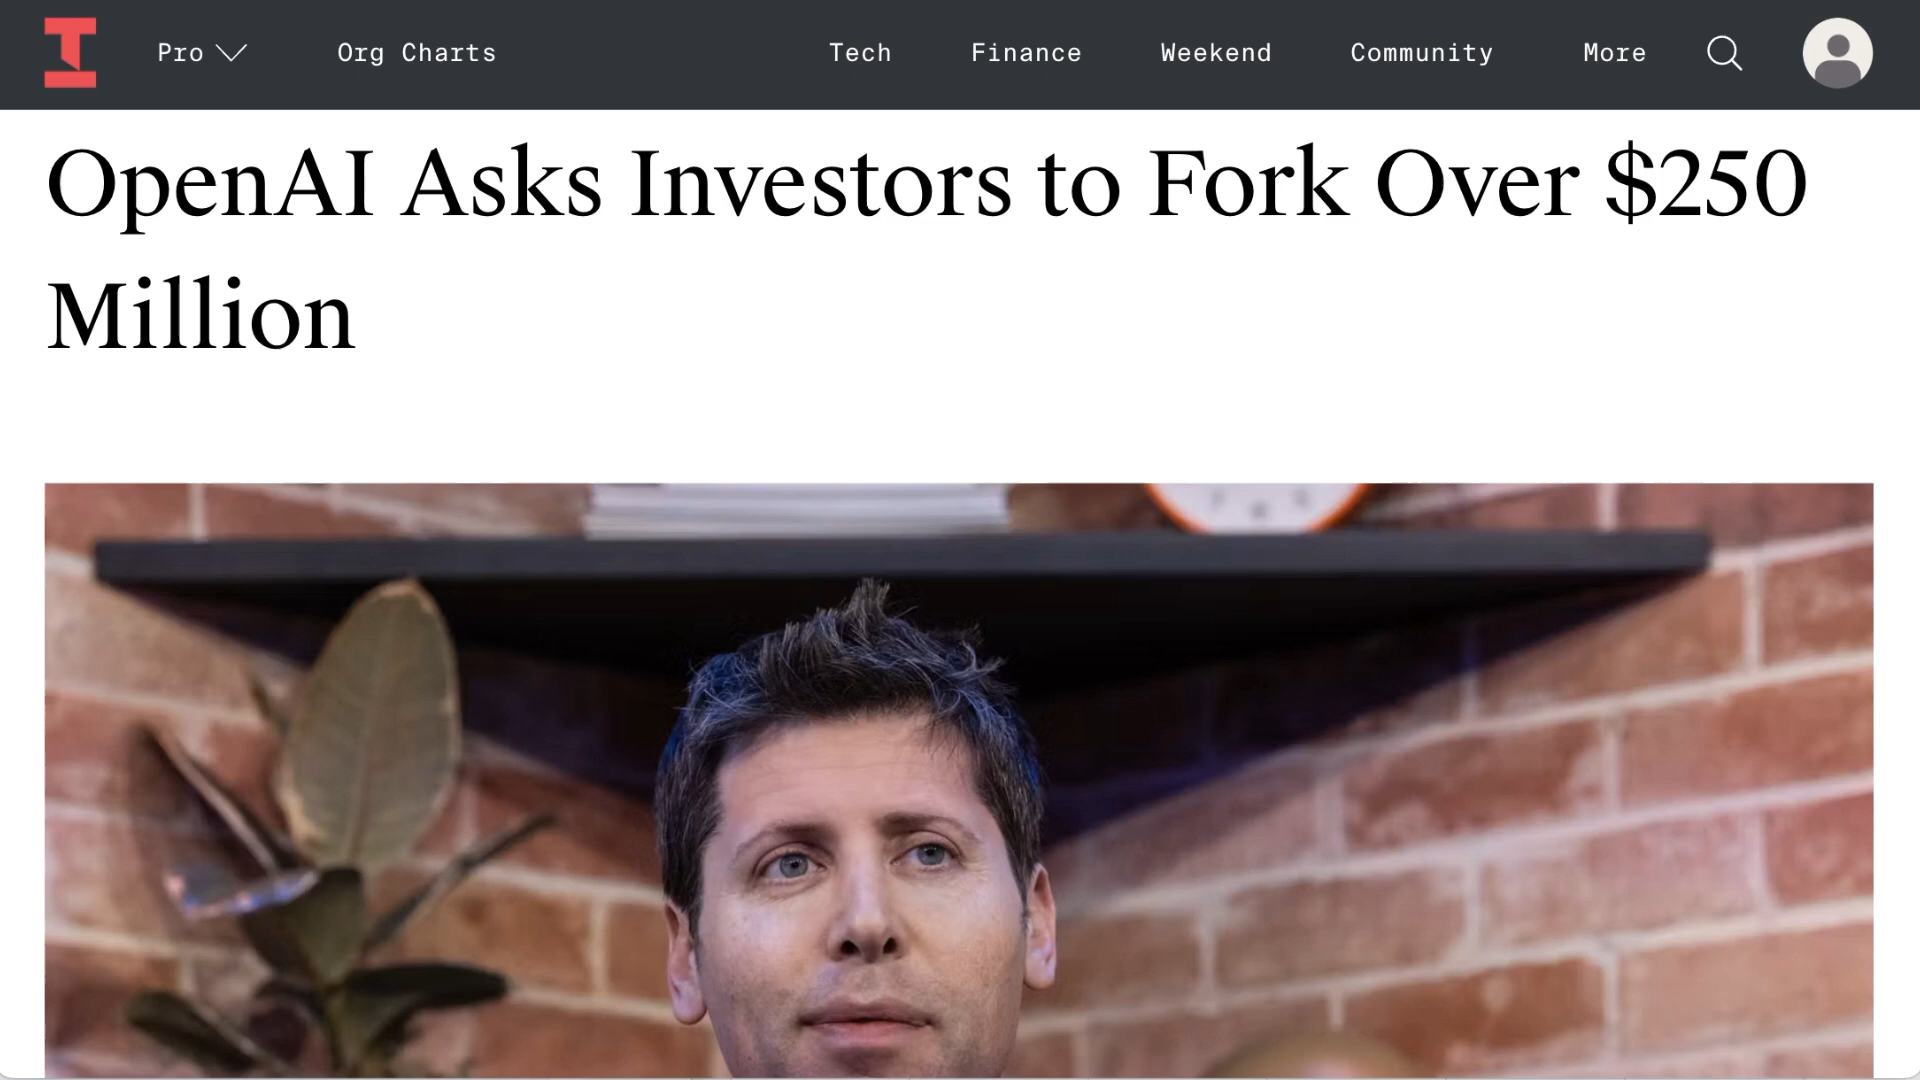 Pro Org Charts Tech Finance Weekend Community More
OpenAI Asks Investors to Fork Over $250
Million